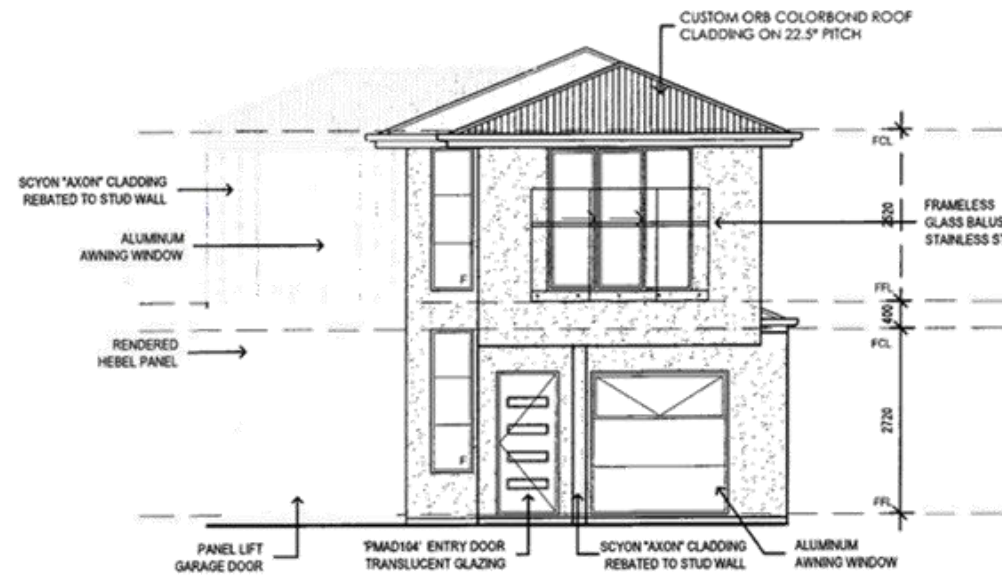 CUSTOM ORB COLORBOND ROOF
CLADDING ON 22.5° PITCH
FCL
SCYON "AXON" CLADDING
REBATED TO STUD WALL
ALUMINUM
AWNING WINDOW
FRAMELESS
GLASS BALUS
STAINLESS ST
F
FFL
400
FCL
RENDERED
HEBEL PANEL
2720
F
FFL
PANEL LIFT
GARAGE DOOR
'PMAD104' ENTRY DOOR
TRANSLUCENT GLAZING
SCYON "AXON" CLADDING
REBATED TO STUD WALL
ALUMINUM
AWNING WINDOW